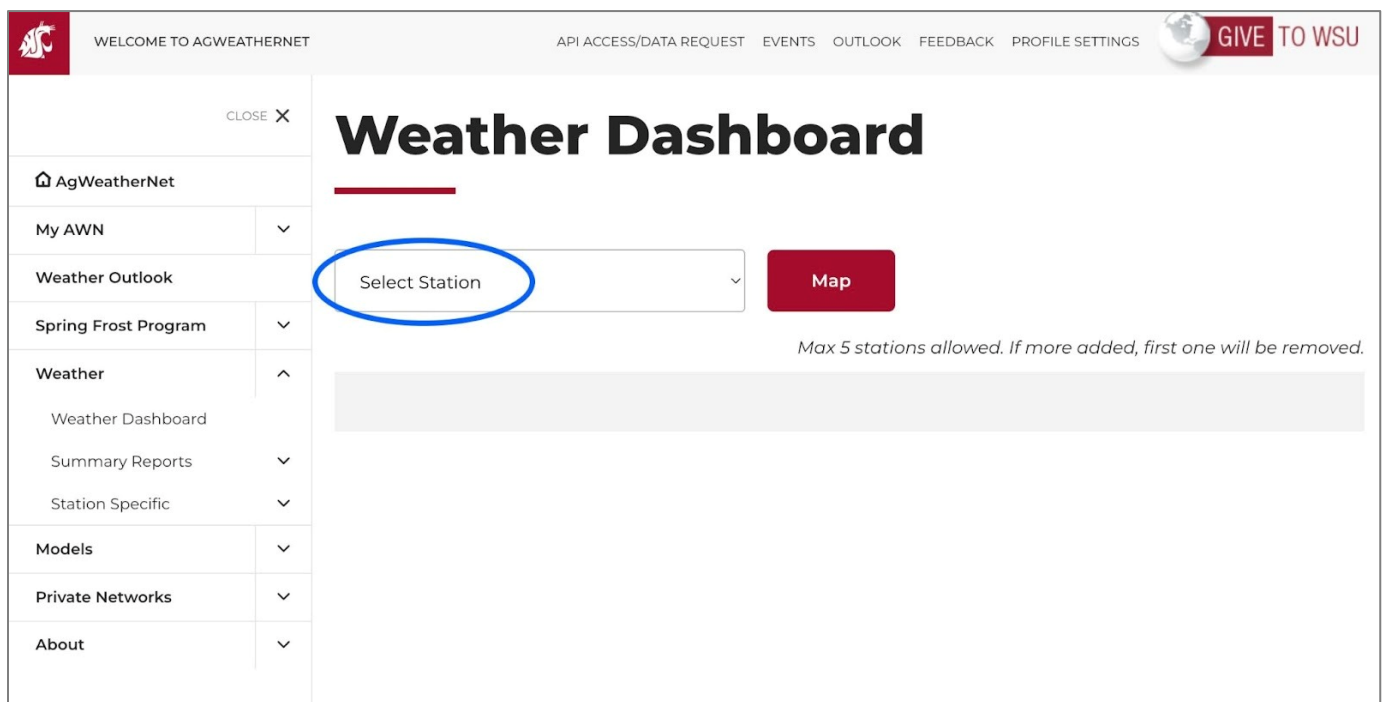 WELCOME TO AGWEATHERNET
API ACCESS/DATA REQUEST EVENTS OUTLOOK FEEDBACK PROFILE SETTINGS
GIVE TO WSU
CLOSE
AgWeatherNet
My AWN
Weather Outlook
Spring Frost Program
Weather
Weather Dashboard
Summary Reports
Station Specific
Models
Private Networks
About
Weather Dashboard
Select Station
Map
Max 5 stations allowed. If more added, first one will be removed.